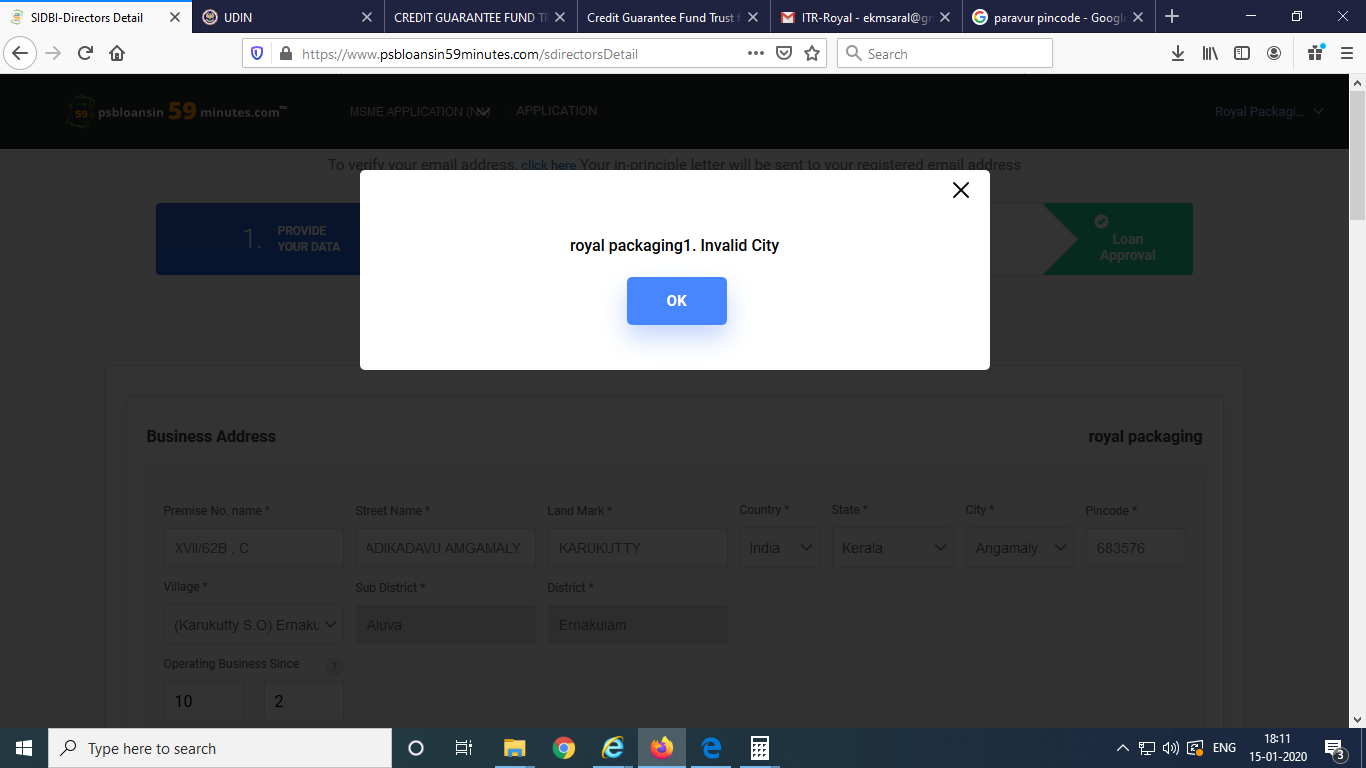 SIDBI-Directors Detail
UDIN
CREDIT GUARANTEE FUND T
Credit Guarantee Fund Trust f
ITR-Royal - ekmsaral@g
paravur pincode - Google
https://www.psbloansin59minutes.com/sdirectorsDetail
Search
psbloansin 59 minutes.com™
MSME APPLICATION (N
APPLICATION
Royal Packagi...
To verify your email address, click here Your in-principle letter will be sent to your registered email address
1. PROVIDE
YOUR DATA
Loan
Approval
royal packaging1. Invalid City
OK
Business Address
royal packaging
Premise No. name *
Street Name *
Land Mark *
Country *
State *
City *
Pincode *
XVII/62B , C
ADIKADAVU AMGAMALY
KARUKUTTY
India
Kerala
Angamaly
683576
Village *
Sub District *
District *
(Karukutty S.O) Ernaku
Aluva
Ernakulam
Operating Business Since
?
10
2
Type here to search
ENG
18:11
15-01-2020
3